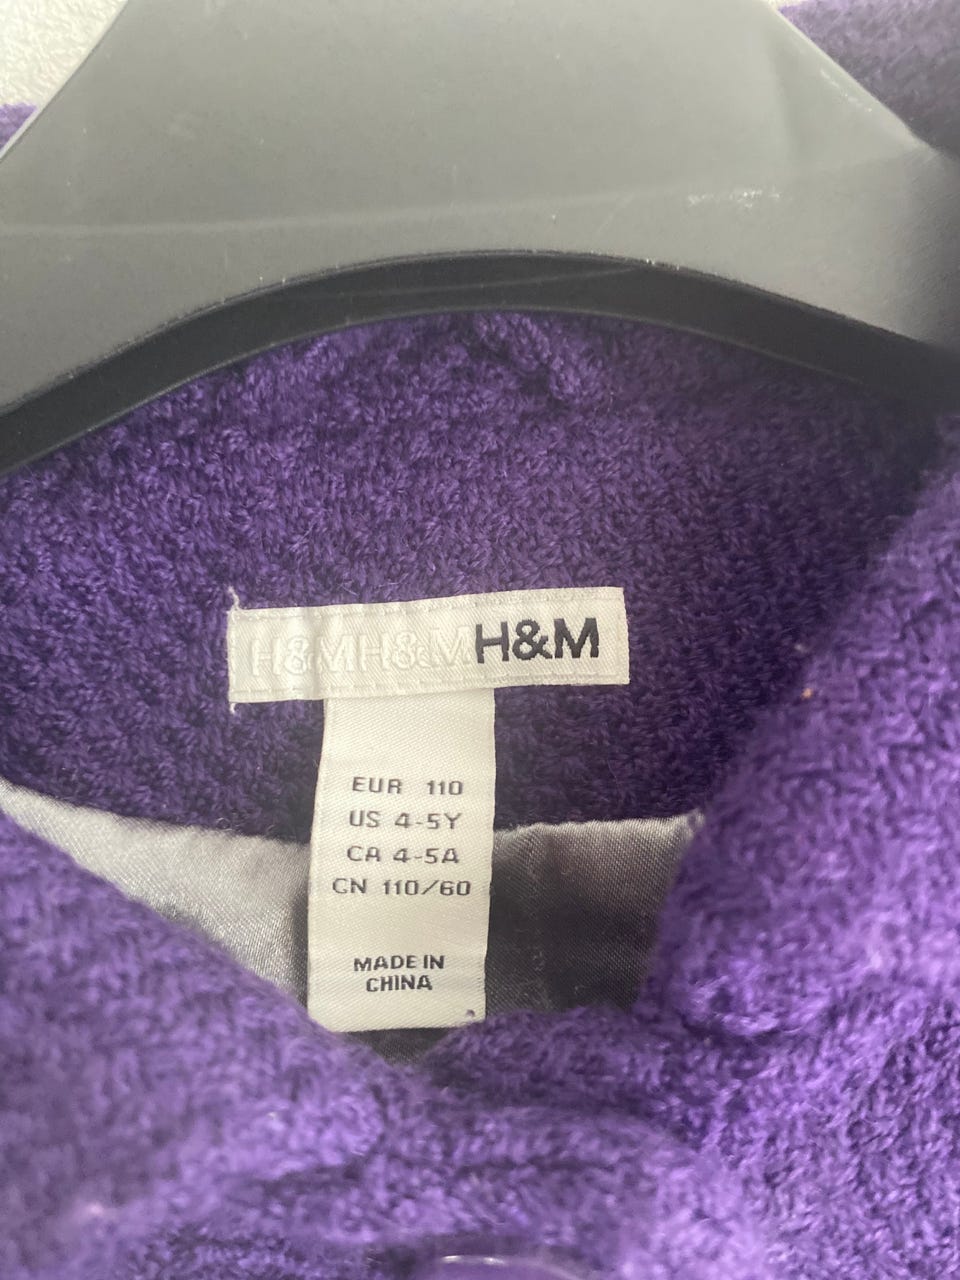 H&MH&MH&M
EUR 110
US 4-5Y
CA 4-5A
CN 110/60
MADE IN
CHINA